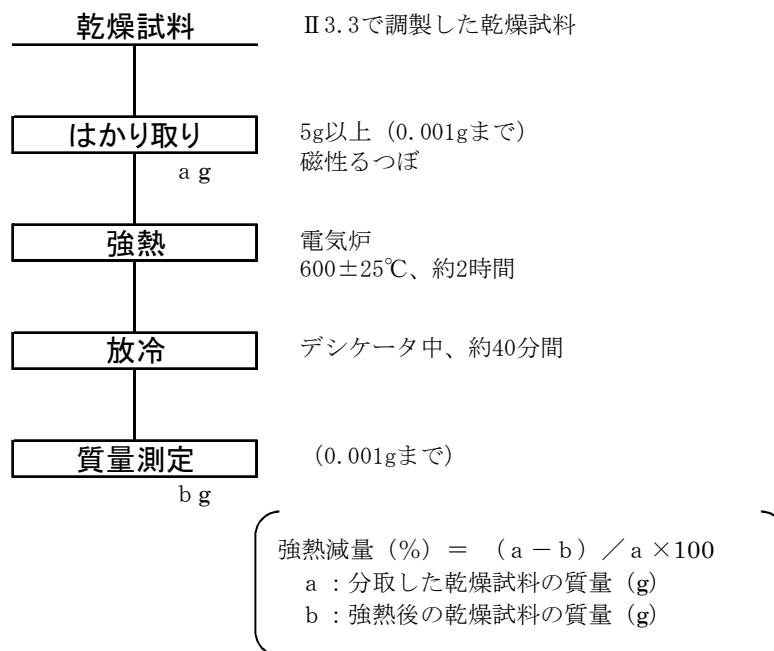 乾燥試料
Ⅱ3.3で調製した乾燥試料
はかり取り
5g以上（0.001gまで）
磁性るつぼ
a g
強熱
電気炉
600±25℃、約2時間
放冷
デシケータ中、約40分間
質量測定
（0.001gまで）
b g
強熱減量（%）＝ （a－b）／a×100
a：分取した乾燥試料の質量（g）
b：強熱後の乾燥試料の質量（g）